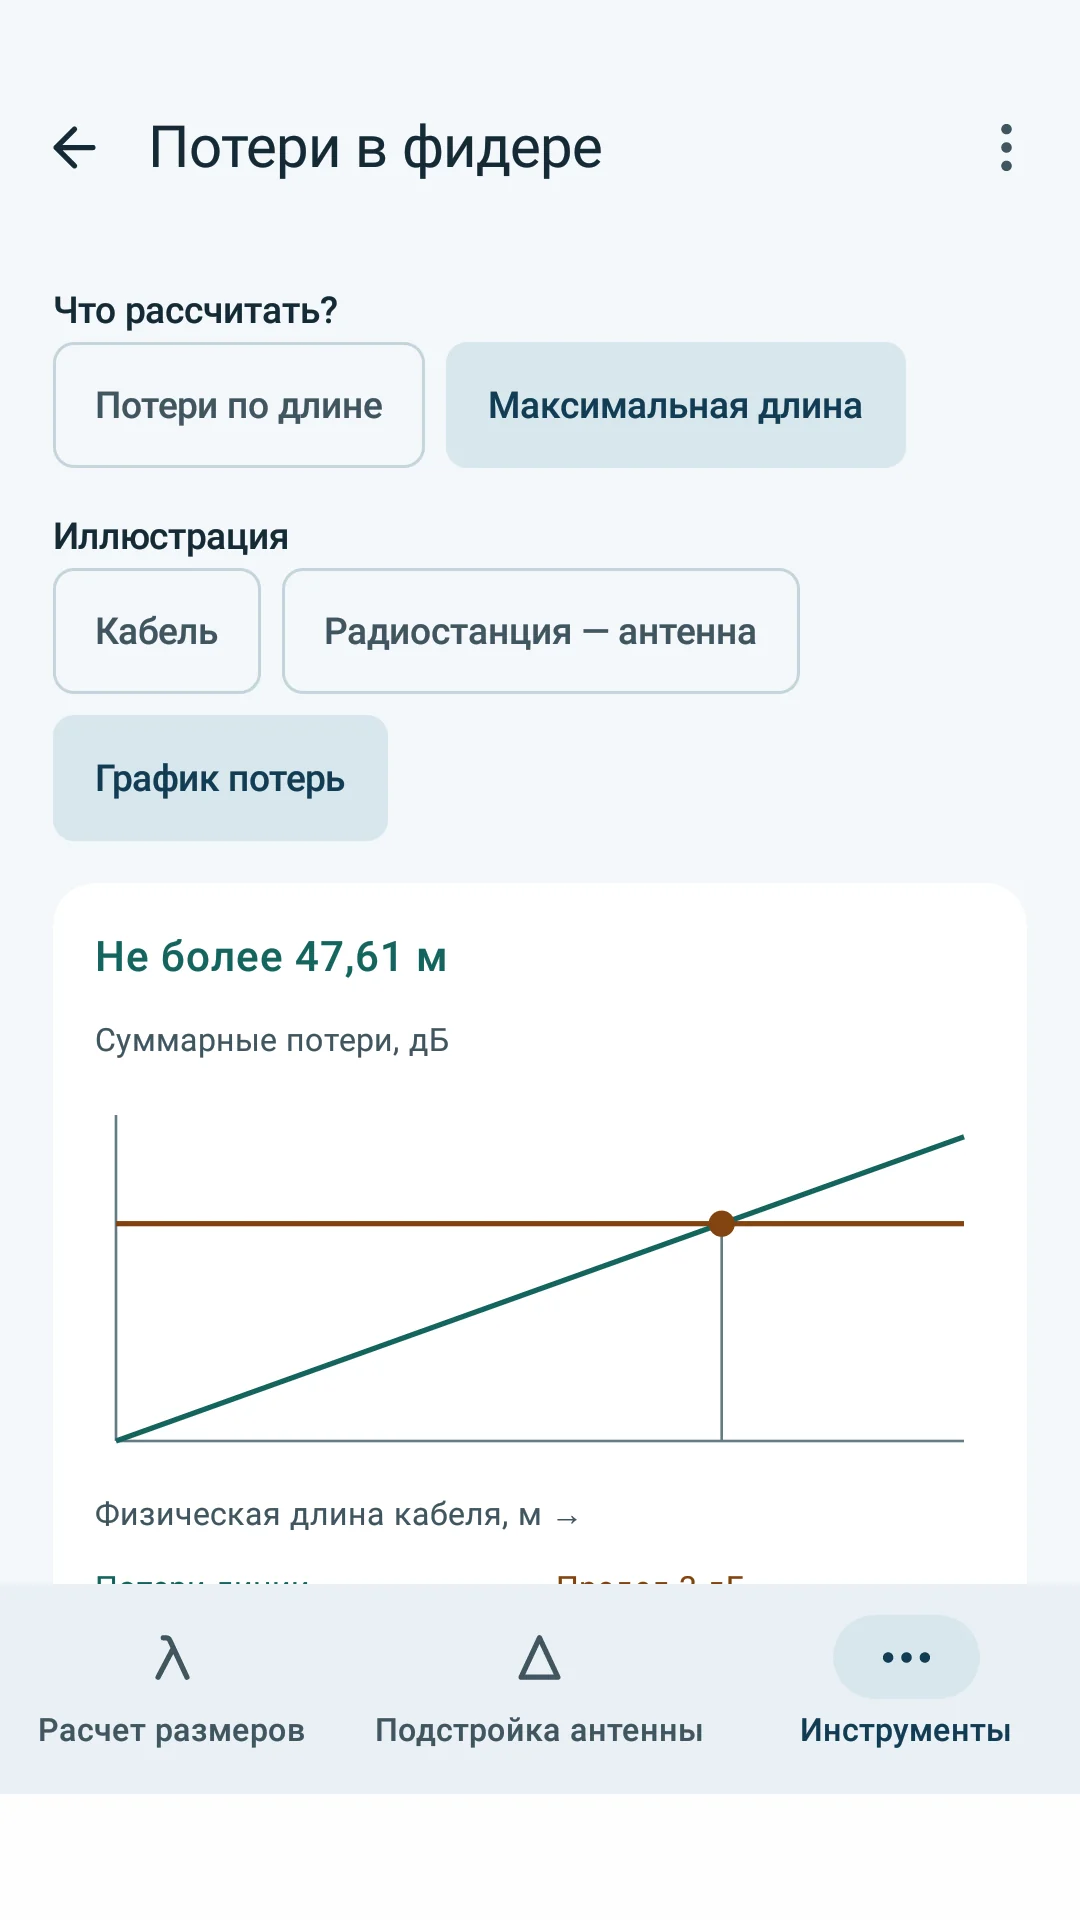 Потери в фидере
Что рассчитать?
Потери по длине
Максимальная длина
Иллюстрация
Кабель
Радиостанция — антенна
График потерь
Не более 47,61 м
Суммарные потери, дБ
Физическая длина кабеля, м →
λ
Расчет размеров
Подстройка антенны
Инструменты